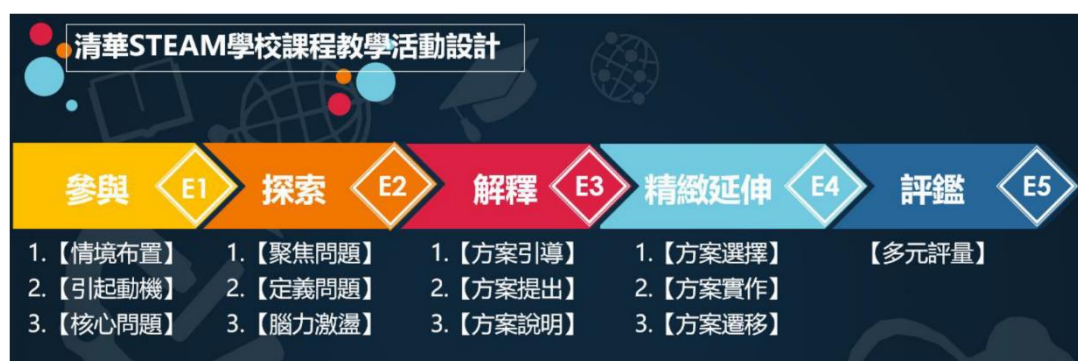 清華STEAM學校課程教學活動設計
參與 E1 探索 E2 解釋 E3 精緻延伸 E4 評鑑 E5
1.【情境布置】 1.【聚焦問題】 1.【方案引導】 1.【方案選擇】 【多元評量】
2.【引起動機】 2.【定義問題】 2.【方案提出】 2.【方案實作】
3.【核心問題】 3.【腦力激盪】 3.【方案說明】 3.【方案遷移】